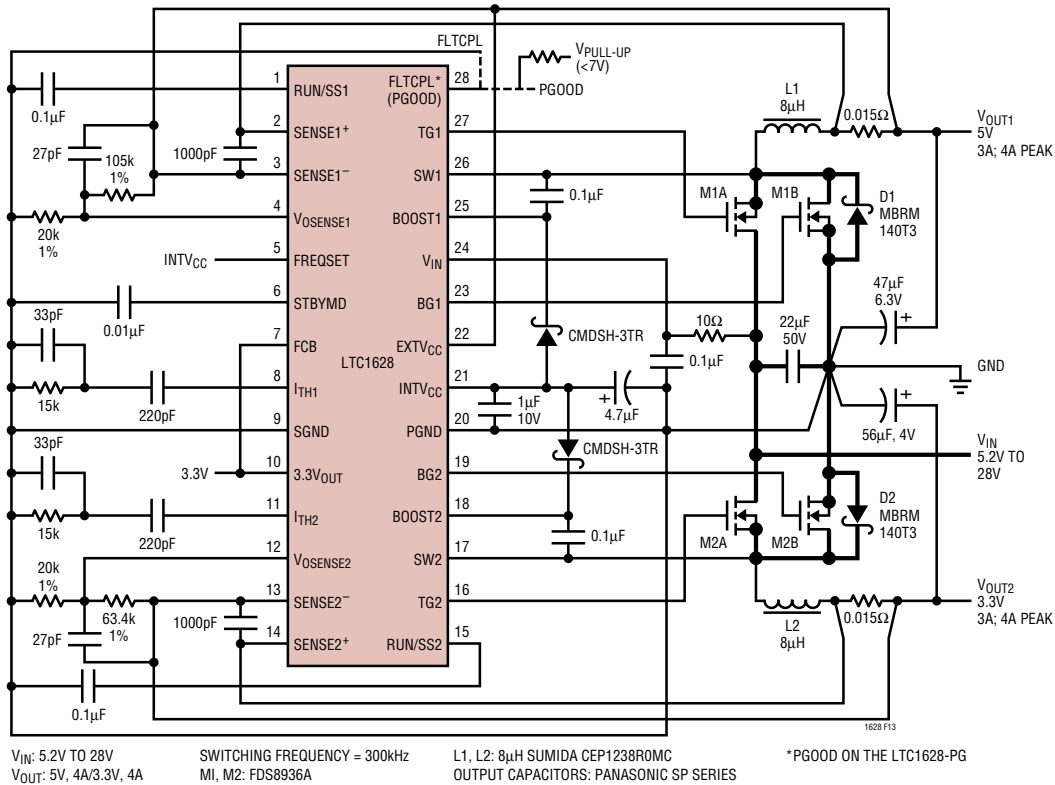 FLTCPL
V_PULL-UP
(<7V)
PGOOD
1
RUN/SS1
FLTCPL*
(PGOOD)
28
0.1µF
L1
8µH
0.015Ω
V_OUT1
5V
3A; 4A PEAK
2
SENSE1+
TG1
27
27pF
105k
1%
1000pF
3
SENSE1−
SW1
26
M1A
M1B
D1
MBRM
140T3
0.1µF
4
V_OSENSE1
BOOST1
25
20k
1%
INTV_CC
5
FREQSET
V_IN
24
6
STBYMD
BG1
23
33pF
0.01µF
10Ω
22µF
50V
47µF
6.3V
+
7
FCB
EXTV_CC
22
CMDSH-3TR
0.1µF
LTC1628
GND
8
I_TH1
INTV_CC
21
15k
220pF
1µF
10V
+
4.7µF
+
56µF, 4V
9
SGND
PGND
20
33pF
CMDSH-3TR
V_IN
5.2V TO
28V
3.3V
10
3.3V_OUT
BG2
19
11
I_TH2
BOOST2
18
15k
220pF
0.1µF
M2A
M2B
D2
MBRM
140T3
12
V_OSENSE2
SW2
17
20k
1%
63.4k
1%
13
SENSE2−
TG2
16
V_OUT2
3.3V
3A; 4A PEAK
27pF
1000pF
14
SENSE2+
RUN/SS2
15
L2
8µH
0.015Ω
0.1µF
1628 F13
V_IN: 5.2V TO 28V
V_OUT: 5V, 4A/3.3V, 4A
SWITCHING FREQUENCY = 300kHz
MI, M2: FDS8936A
L1, L2: 8µH SUMIDA CEP1238R0MC
OUTPUT CAPACITORS: PANASONIC SP SERIES
*PGOOD ON THE LTC1628-PG